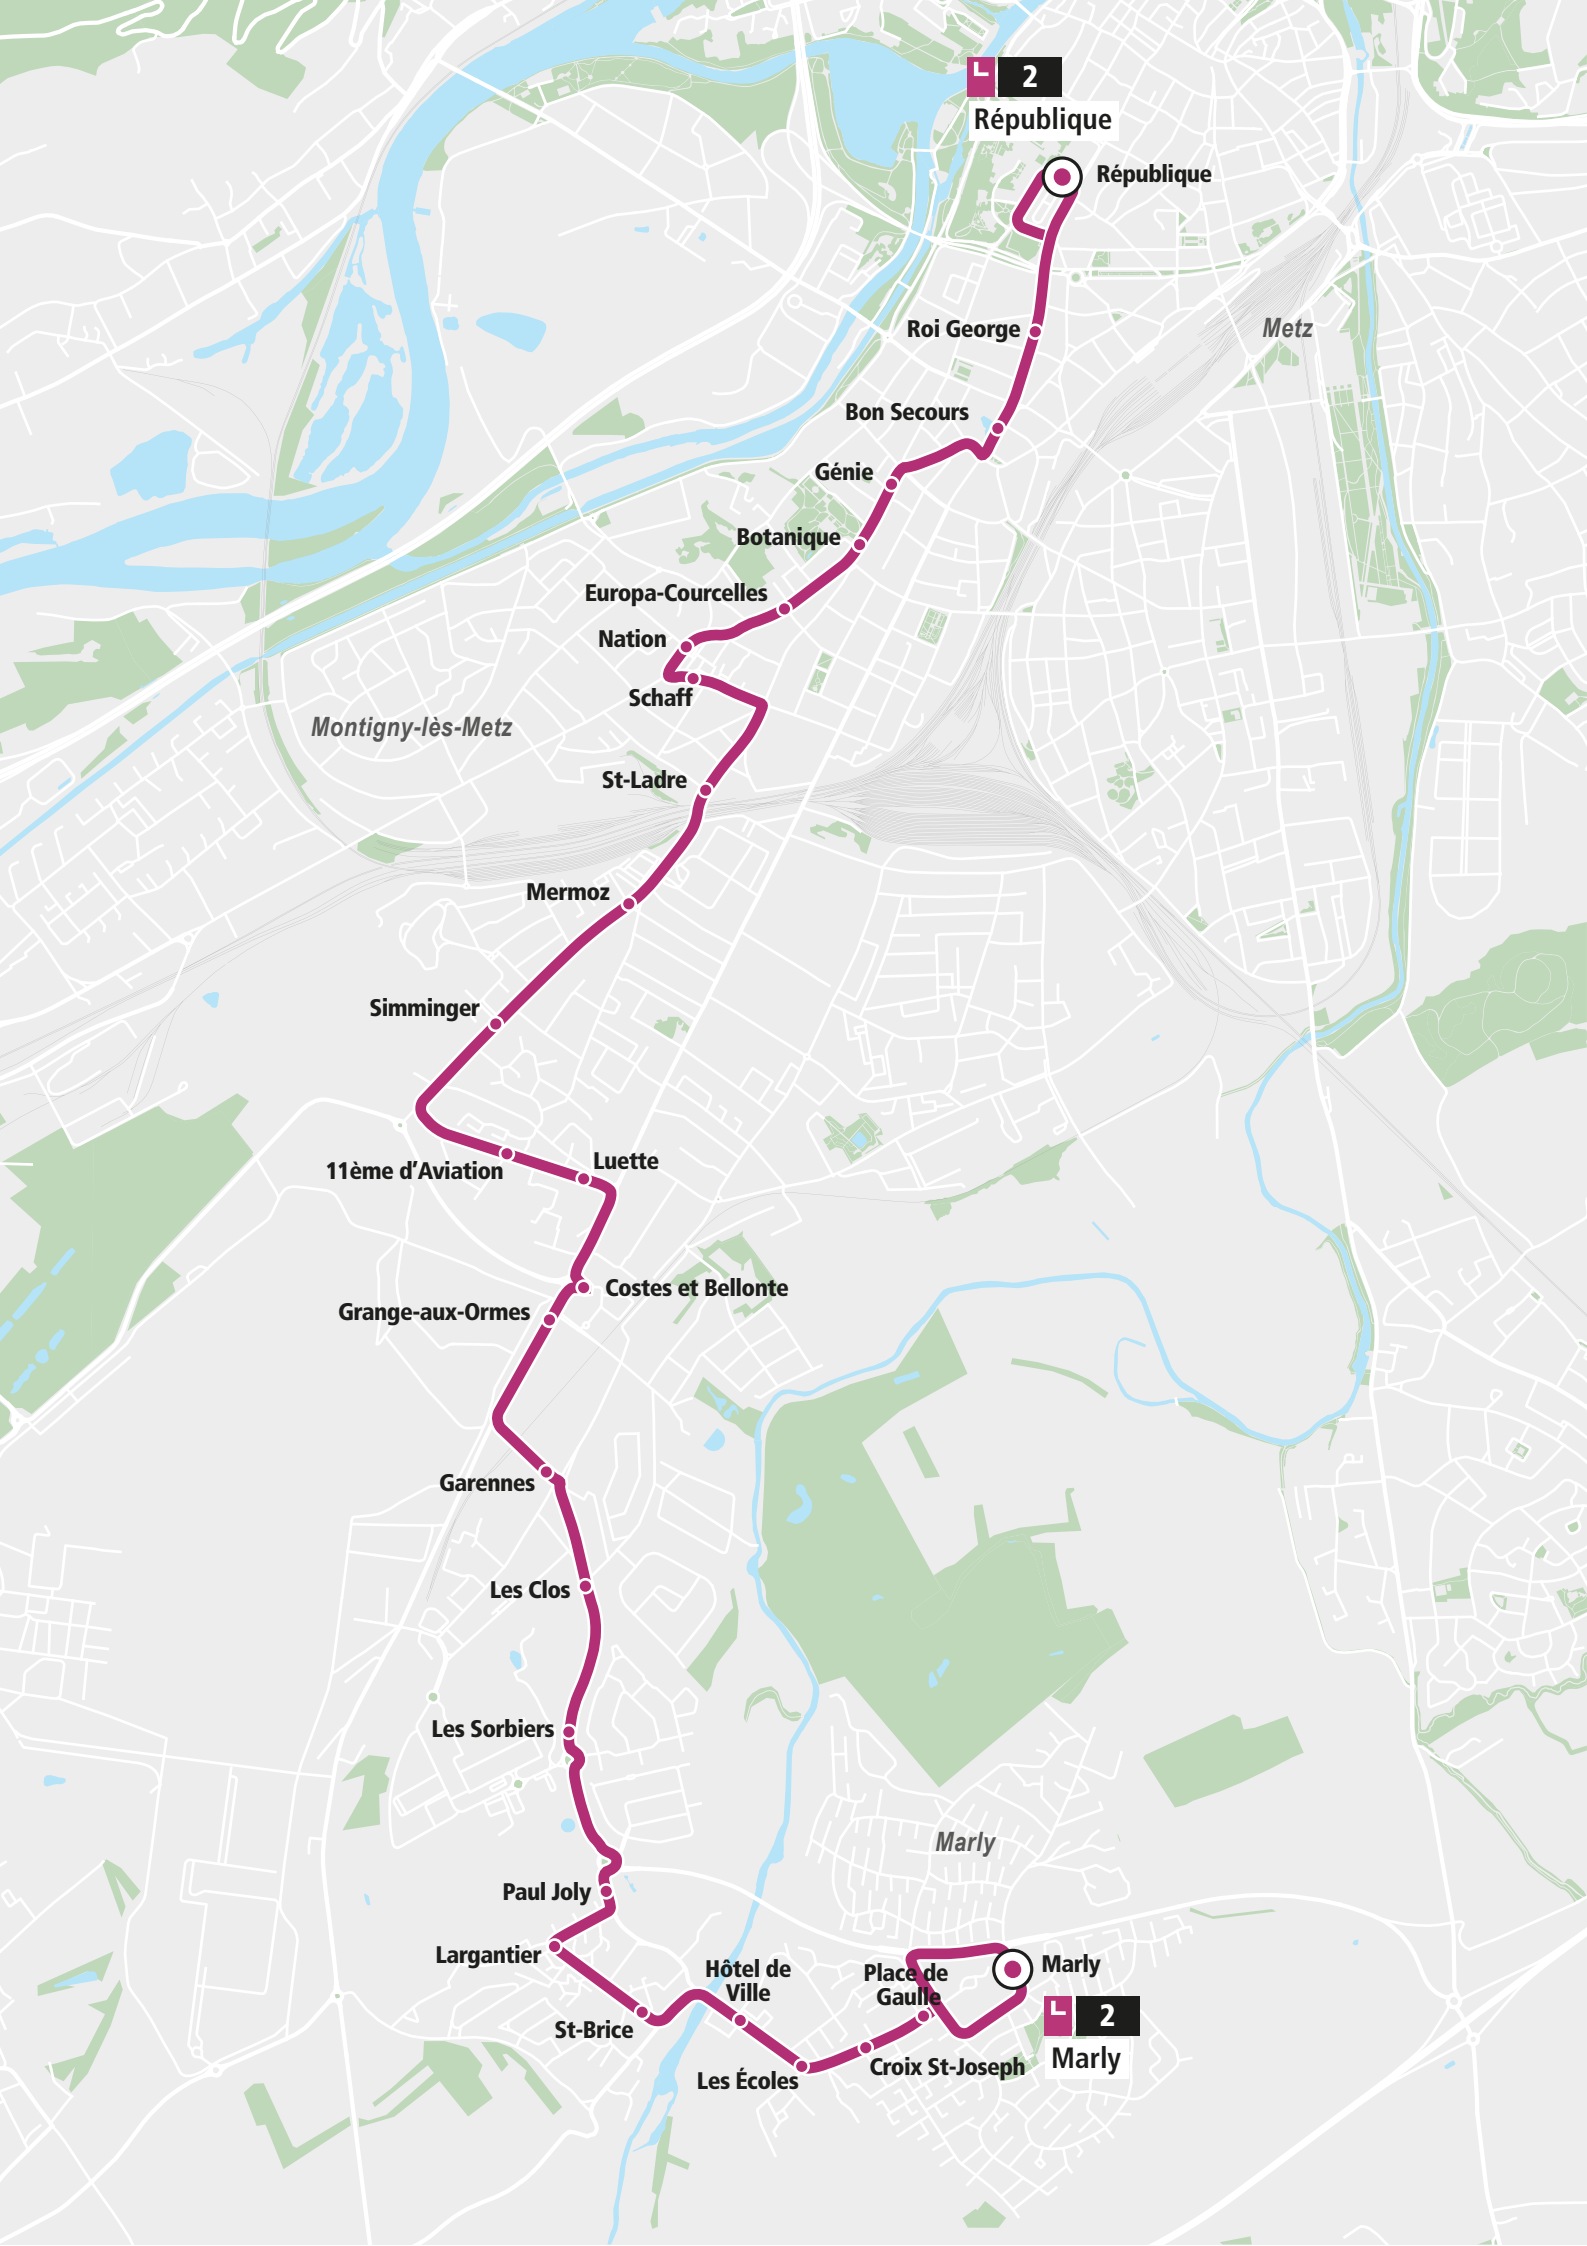 L 2
République
République
Roi George
Metz
Bon Secours
Génie
Botanique
Europa-Courcelles
Nation
Schaff
Montigny-lès-Metz
St-Ladre
Mermoz
Simminger
11ème d'Aviation
Luette
Costes et Bellonte
Grange-aux-Ormes
Garennes
Les Clos
Les Sorbiers
Marly
Paul Joly
Largantier
St-Brice
Hôtel de
Ville
Les Écoles
Croix St-Joseph
Place de
Gaulle
Marly
L 2
Marly